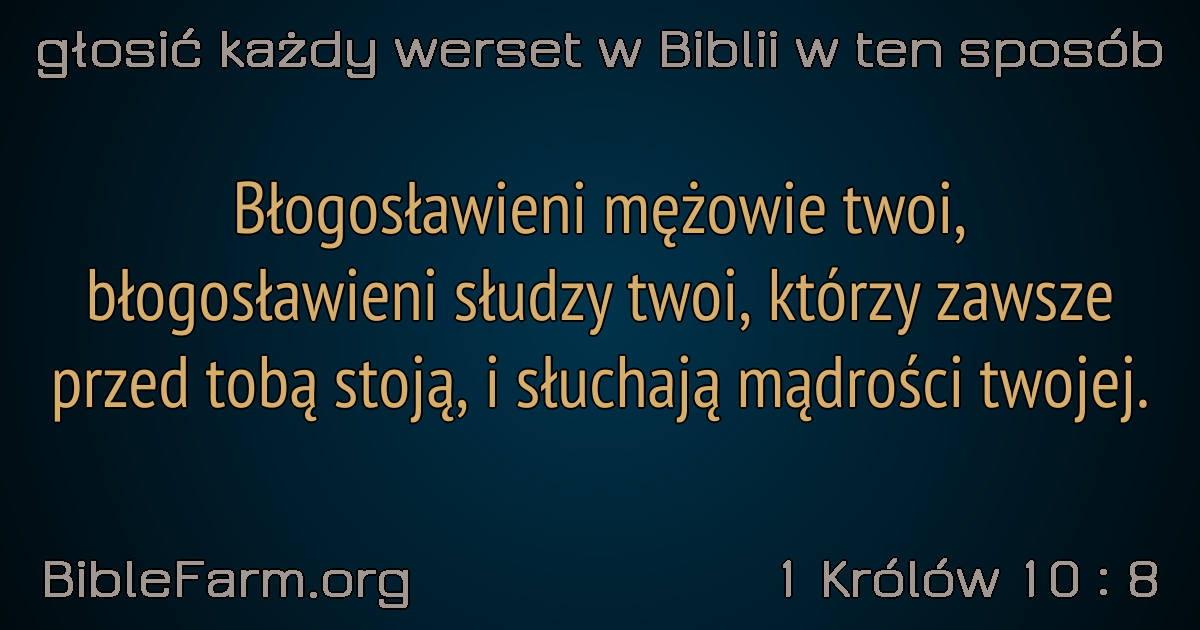 głosić każdy werset w Biblii w ten sposób
Błogosławieni mężowie twoi,
błogosławieni słudzy twoi, którzy zawsze
przed tobą stoją, i słuchają mądrości twojej.
BibleFarm.org
1 Królów 10 : 8